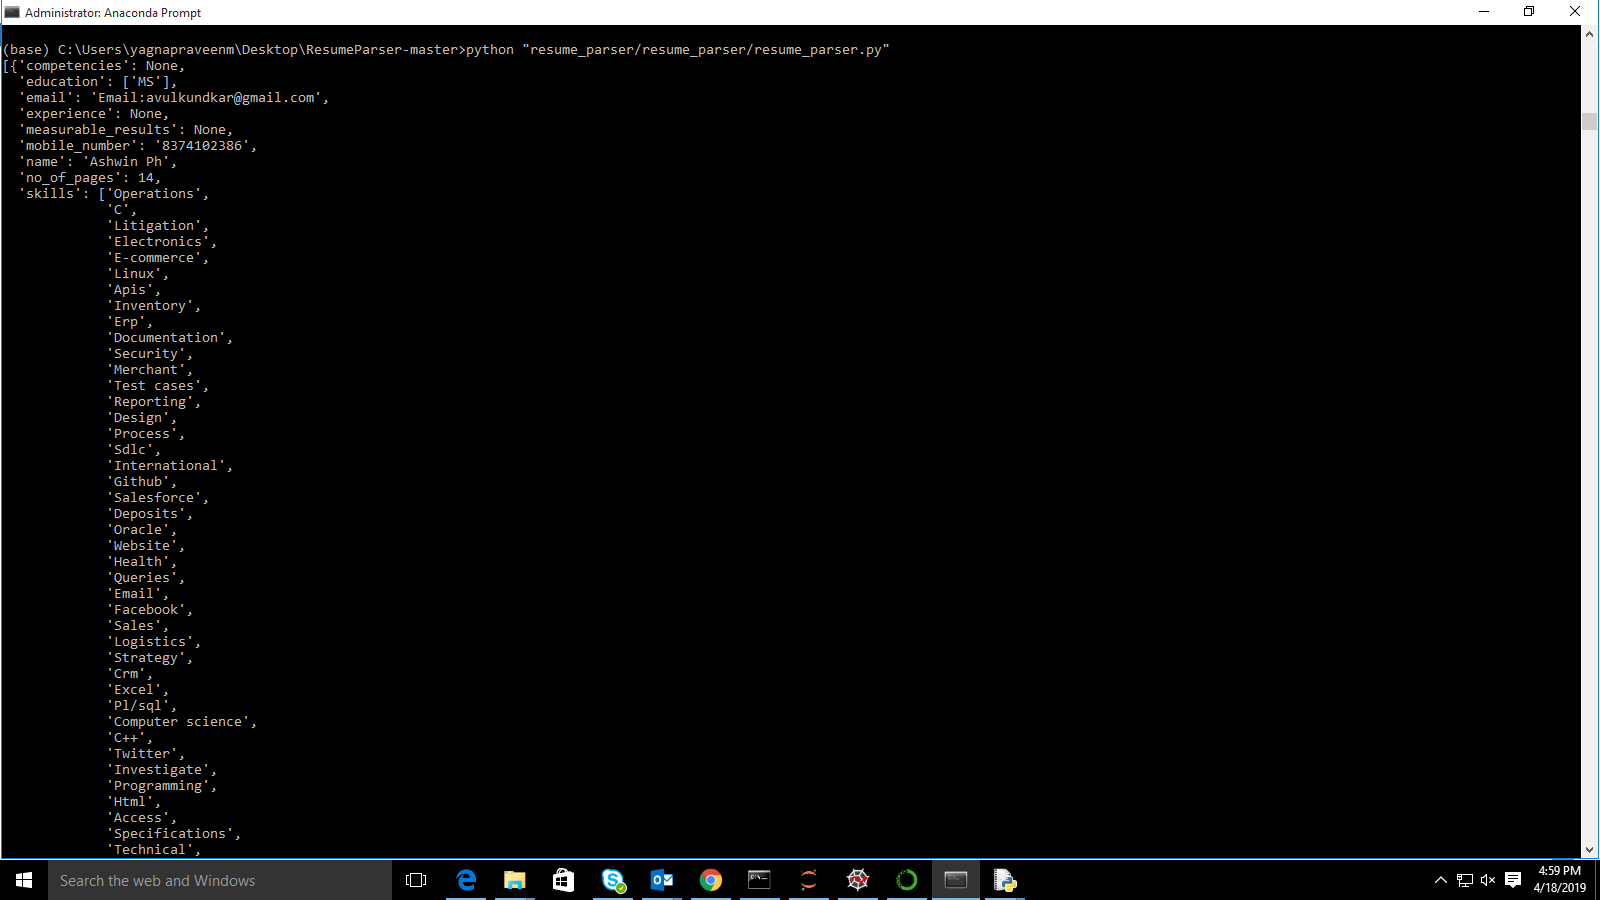 Administrator: Anaconda Prompt
(base) C:\Users\yagnapraveenm\Desktop\ResumeParser-master>python "resume_parser/resume_parser/resume_parser.py"
[{'competencies': None,
'education': ['MS'],
'email': 'Email:avulkundkar@gmail.com',
'experience': None,
'measurable_results': None,
'mobile_number': '8374102386',
'name': 'Ashwin Ph',
'no_of_pages': 14,
'skills': ['Operations',
'C',
'Litigation',
'Electronics',
'E-commerce',
'Linux',
'Apis',
'Inventory',
'Erp',
'Documentation',
'Security',
'Merchant',
'Test cases',
'Reporting',
'Design',
'Process',
'Sdlc',
'International',
'Github',
'Salesforce',
'Deposits',
'Oracle',
'Website',
'Health',
'Queries',
'Email',
'Facebook',
'Sales',
'Logistics',
'Strategy',
'Crm',
'Excel',
'Pl/sql',
'Computer science',
'C++',
'Twitter',
'Investigate',
'Programming',
'Html',
'Access',
'Specifications',
'Technical',
Search the web and Windows
4:59 PM
4/18/2019